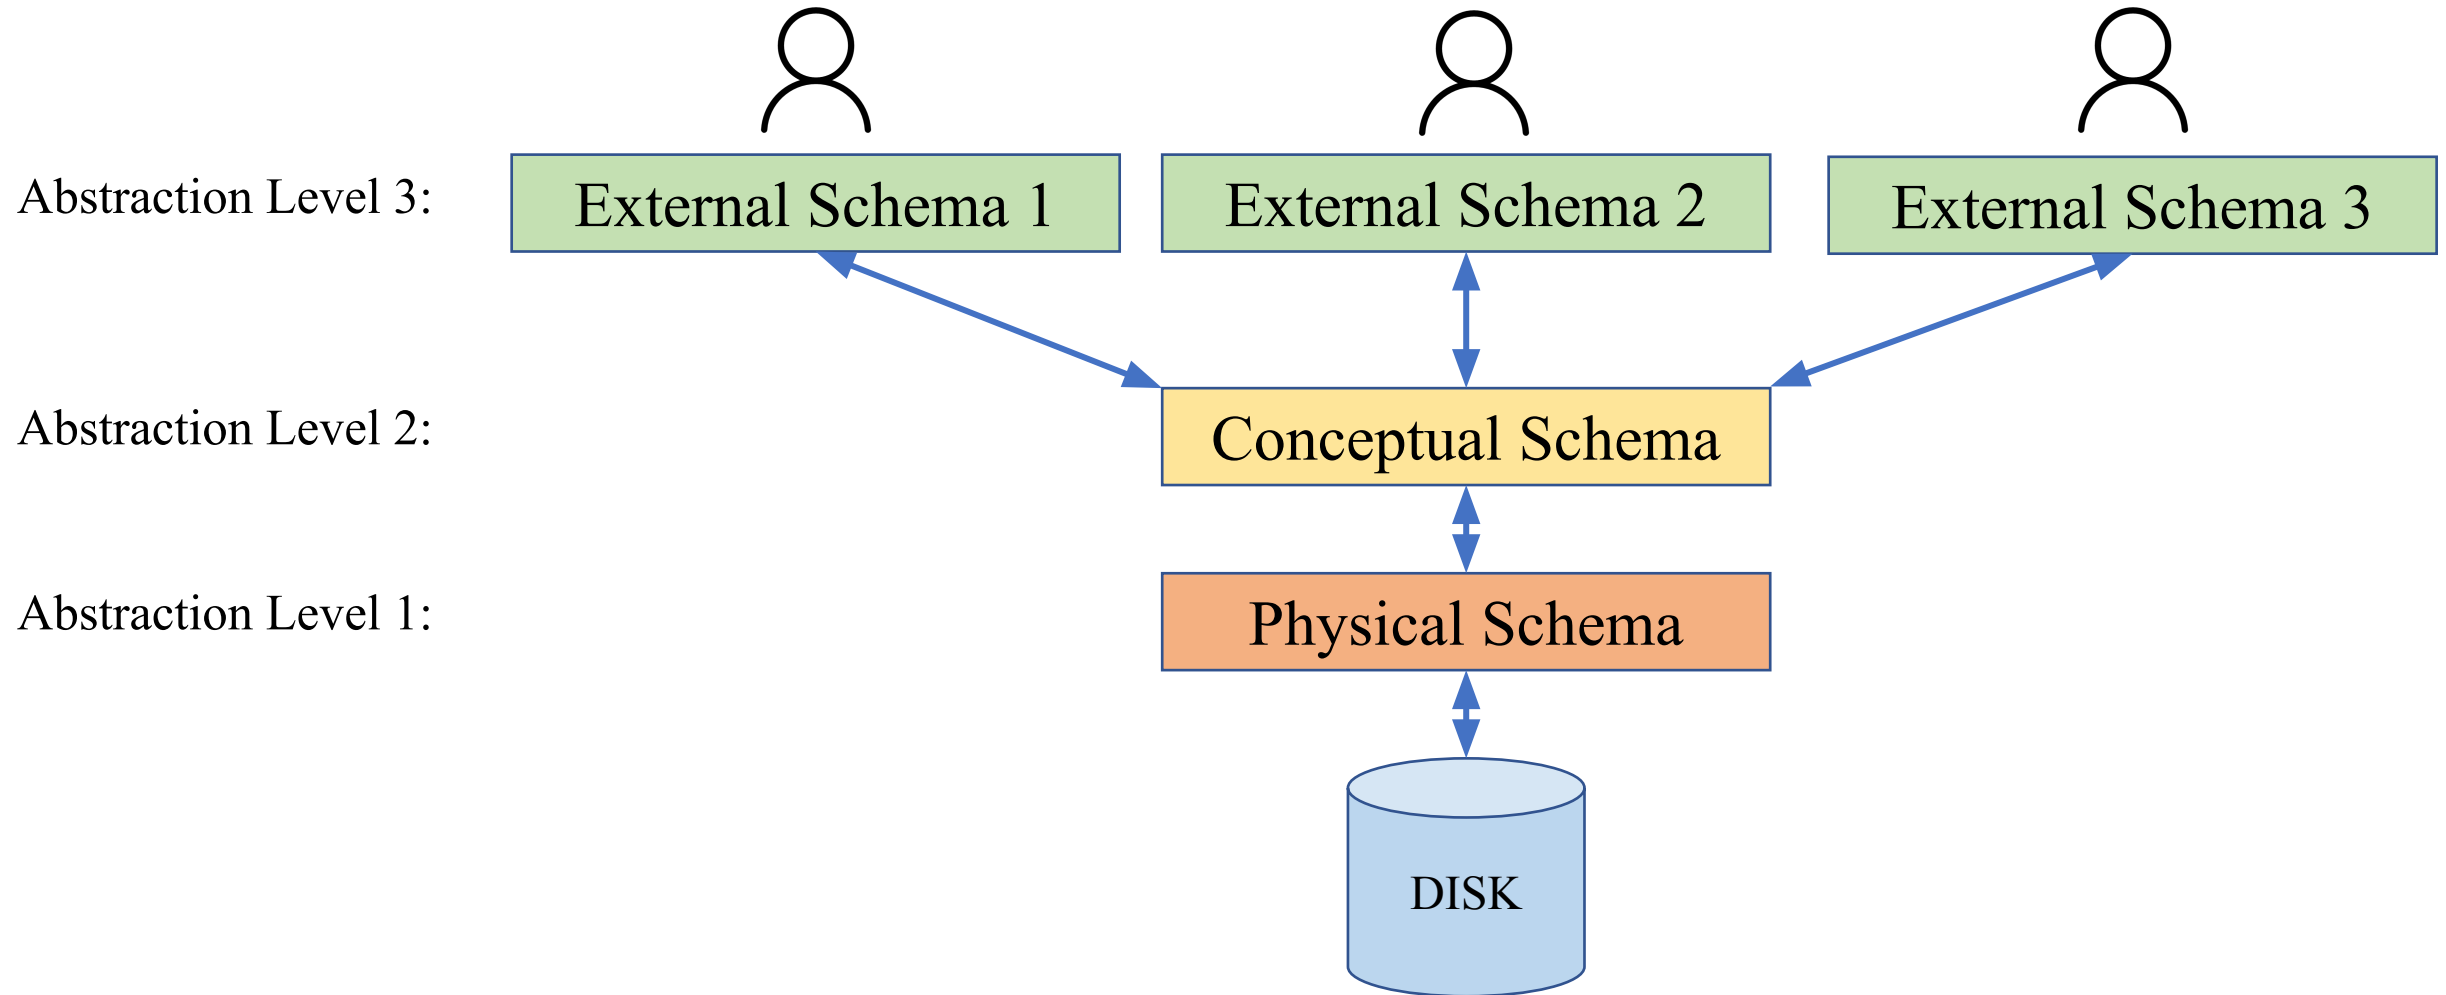 Abstraction Level 3:
External Schema 1
External Schema 2
External Schema 3
Abstraction Level 2:
Conceptual Schema
Abstraction Level 1:
Physical Schema
DISK